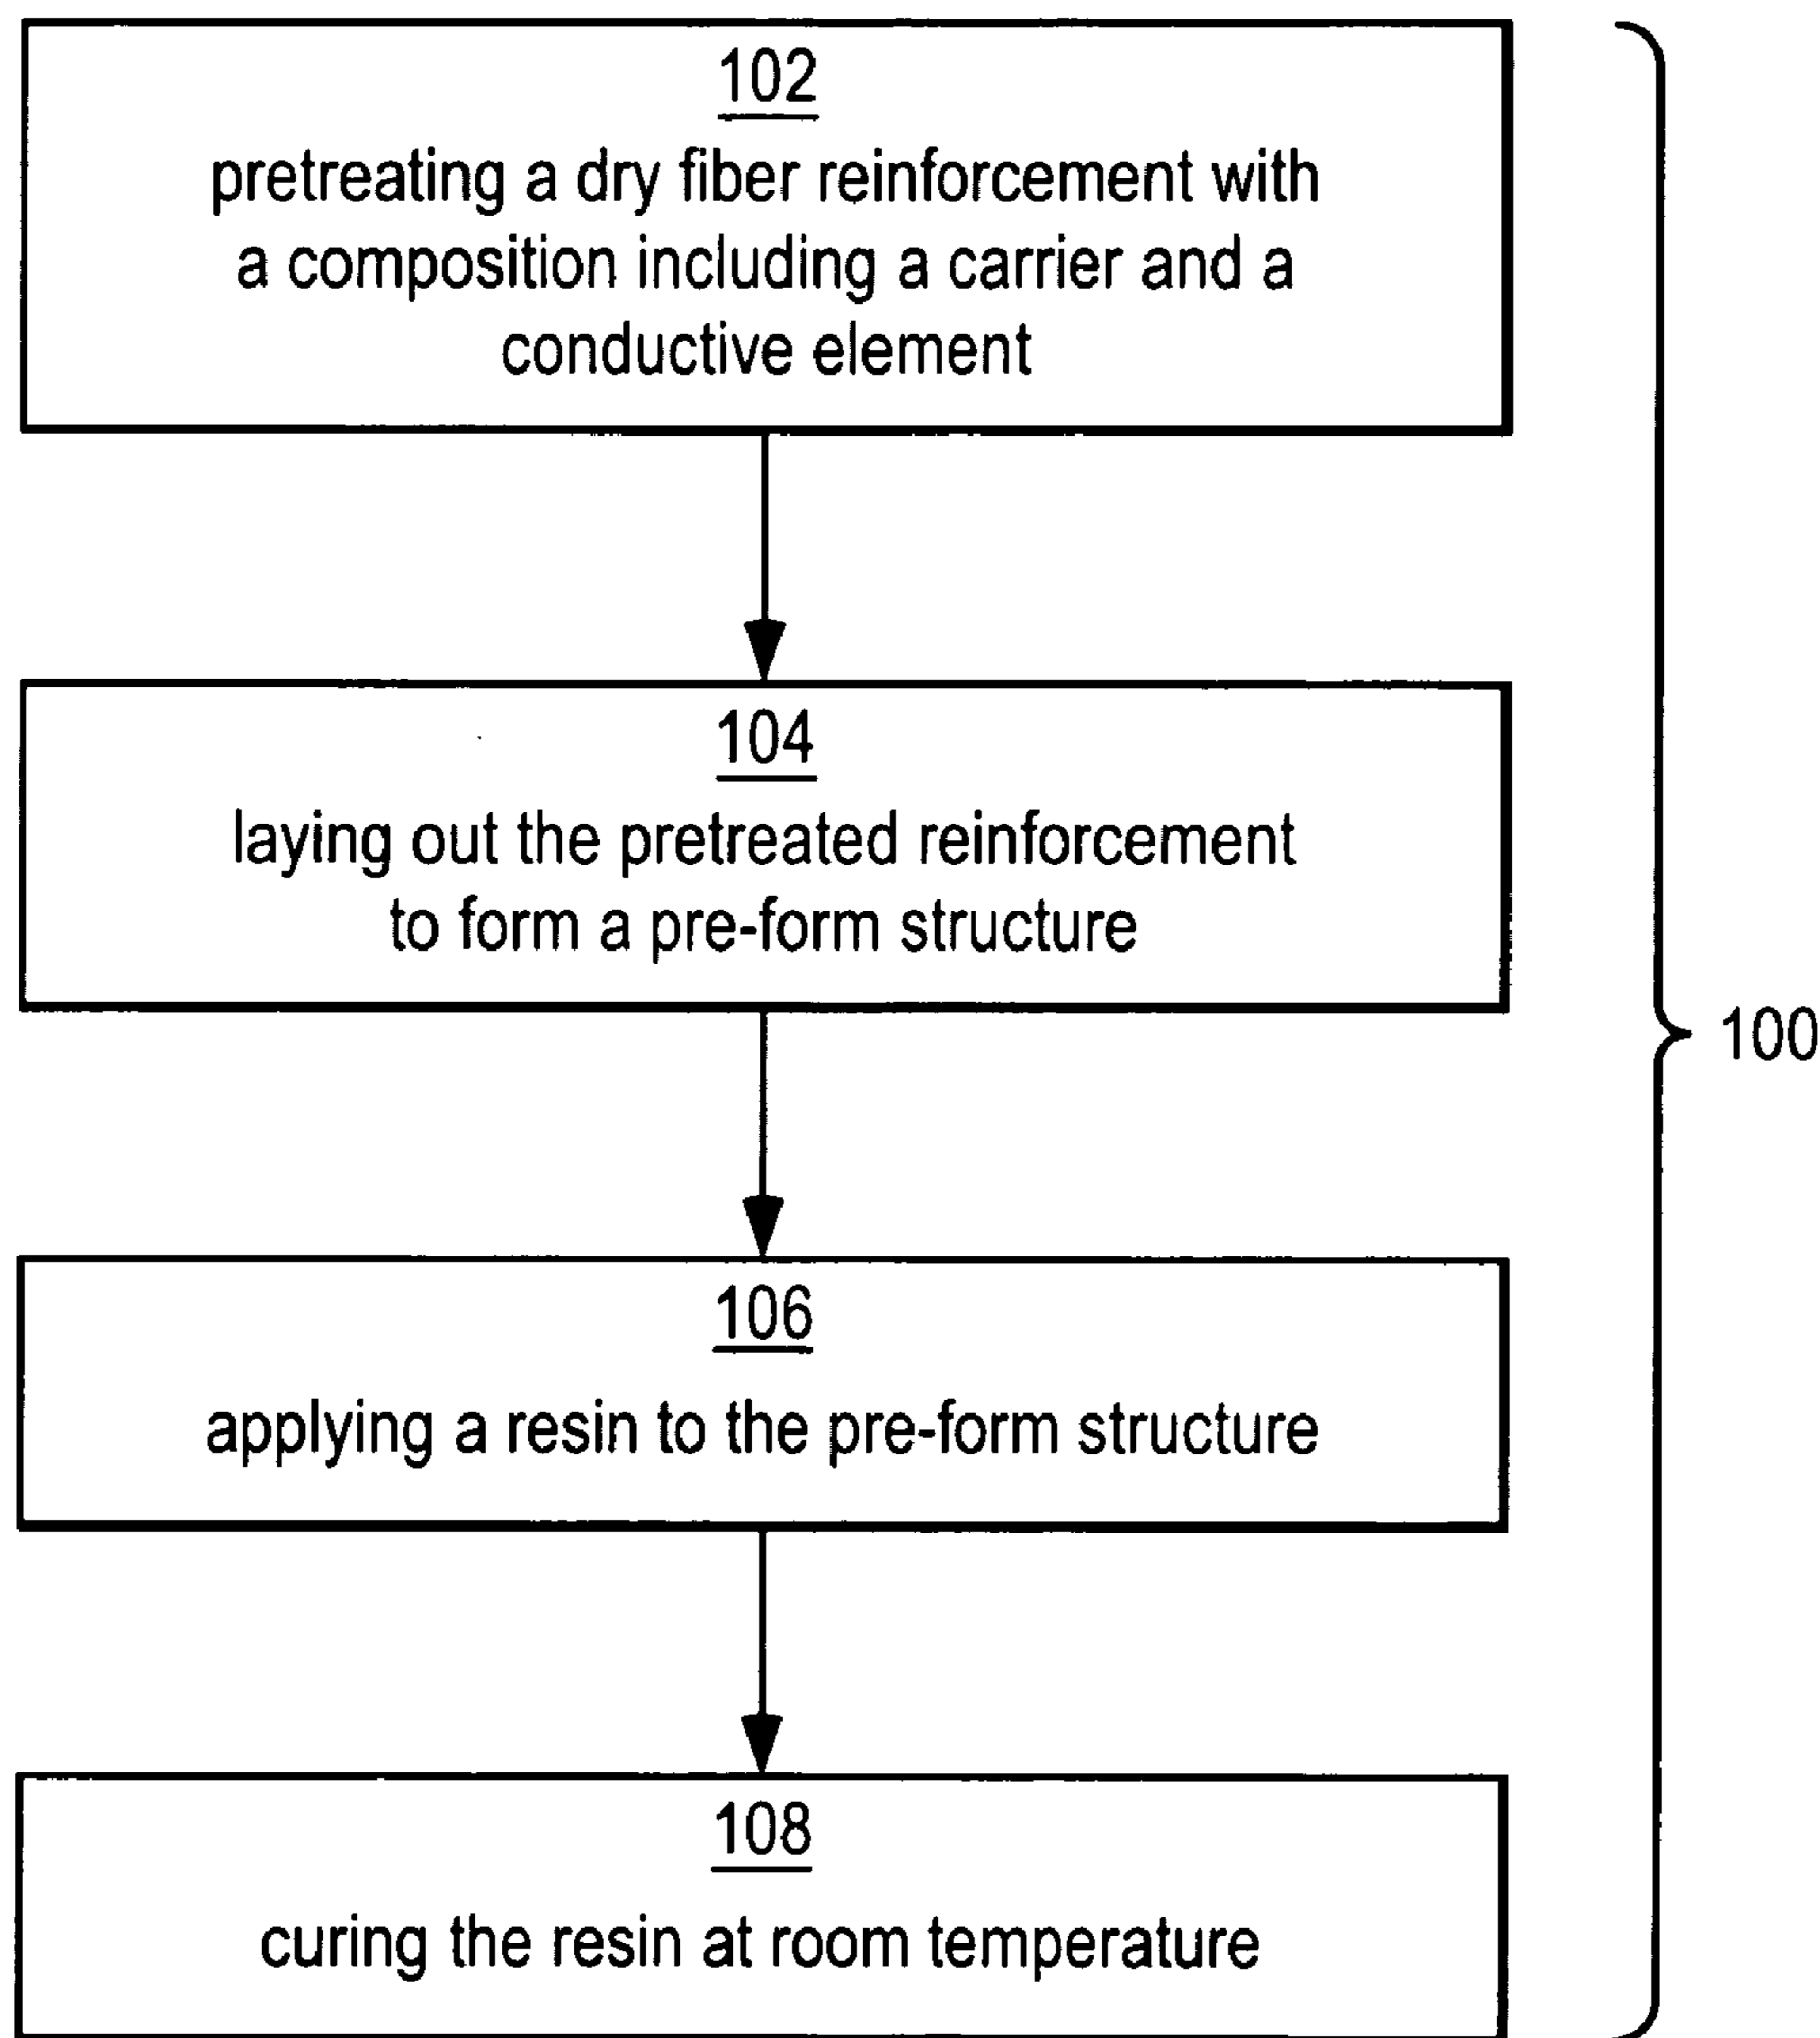 102
pretreating a dry fiber reinforcement with
a composition including a carrier and a
conductive element
104
laying out the pretreated reinforcement
to form a pre-form structure
100
106
applying a resin to the pre-form structure
108
curing the resin at room temperature